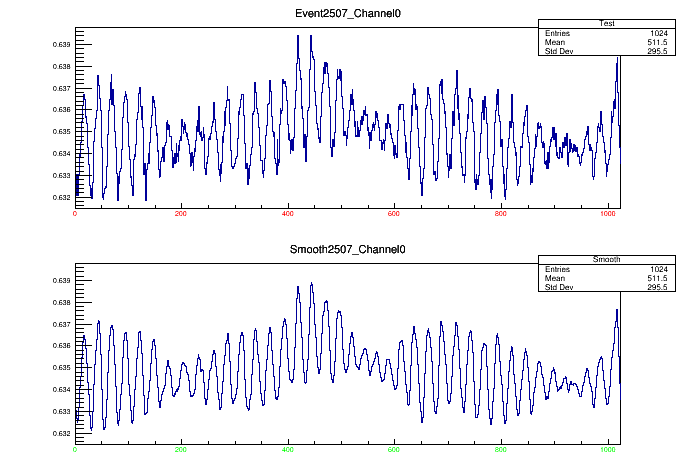 Event2507_Channel0
Test
Entries 1024
Mean 511.5
Std Dev 295.5
0.639
0.638
0.637
0.636
0.635
0.634
0.633
0.632
0 200 400 600 800 1000
Smooth2507_Channel0
Smooth
Entries 1024
Mean 511.5
Std Dev 295.5
0.639
0.638
0.637
0.636
0.635
0.634
0.633
0.632
0 200 400 600 800 1000